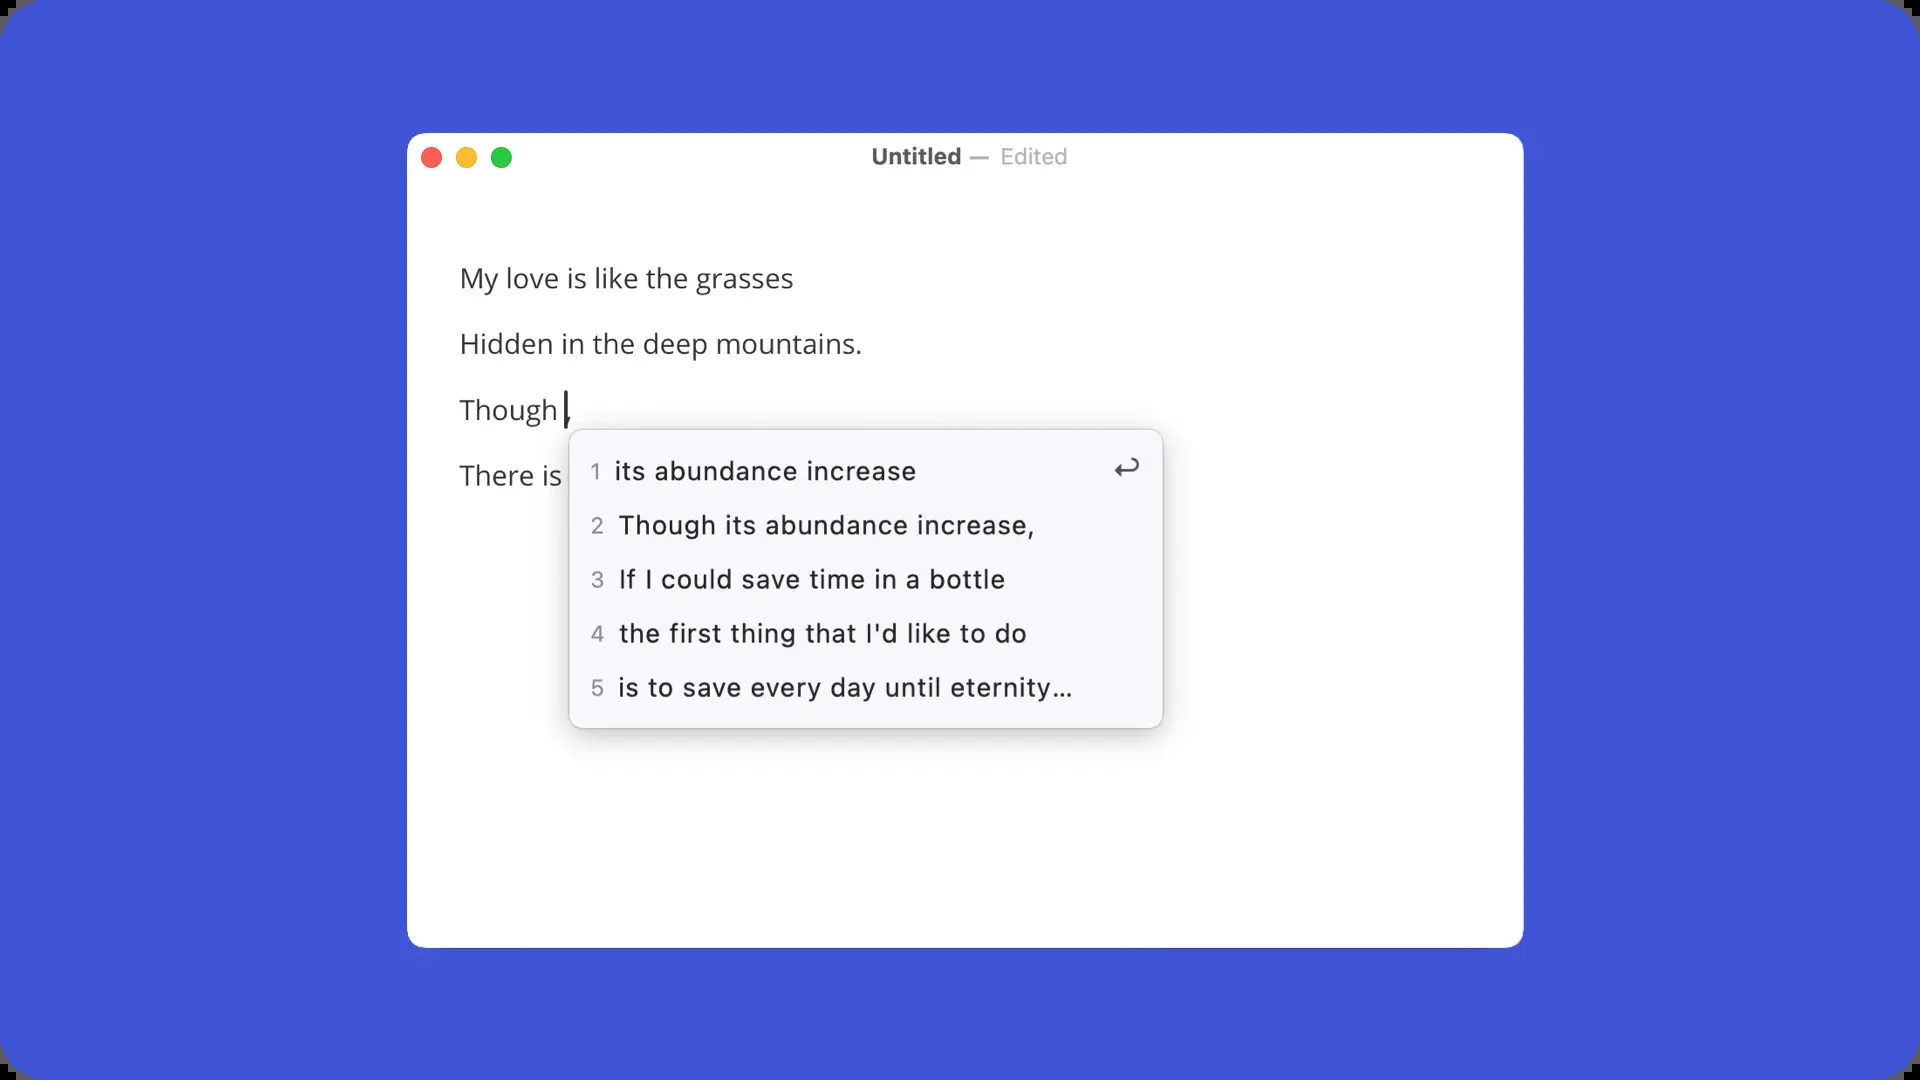 Untitled — Edited
My love is like the grasses
Hidden in the deep mountains.
Though ,
There is
1 its abundance increase
2 Though its abundance increase,
3 If I could save time in a bottle
4 the first thing that I'd like to do
5 is to save every day until eternity...